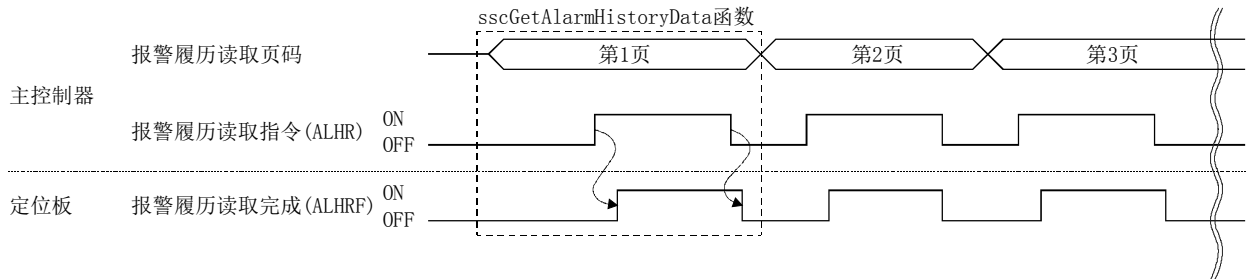 sscGetAlarmHistoryData函数
报警履历读取页码
第1页
第2页
第3页
主控制器
报警履历读取指令(ALHR)
ON
OFF
定位板
报警履历读取完成(ALHRF)
ON
OFF